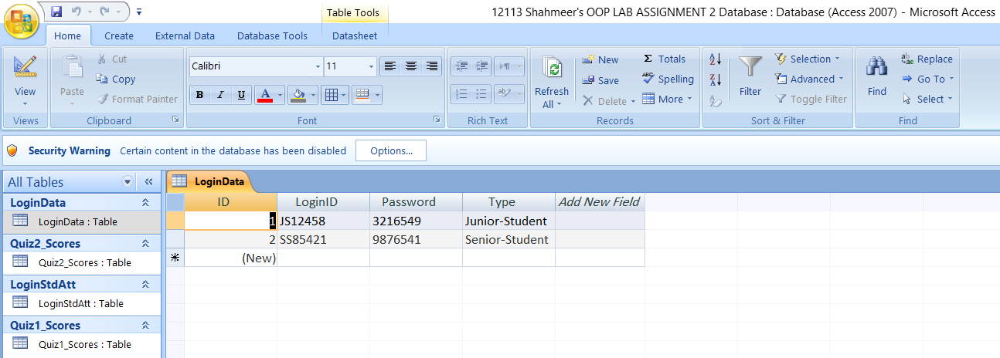 Table Tools
12113 Shahmeer's OOP LAB ASSIGNMENT 2 Database : Database (Access 2007) - Microsoft Access
Home Create External Data Database Tools Datasheet
View
Views
Paste
Cut
Copy
Format Painter
Clipboard
Calibri 11
B I U A
Font
Rich Text
Refresh
All
New
Save
Delete
Σ Totals
ABC Spelling
More
Records
A
Z
Z
A
Filter
Selection
Advanced
Toggle Filter
Sort & Filter
Find
Replace
Go To
Select
Find
Security Warning Certain content in the database has been disabled Options...
All Tables
LoginData
LoginData : Table
Quiz2_Scores
Quiz2_Scores : Table
LoginStdAtt
LoginStdAtt : Table
Quiz1_Scores
Quiz1_Scores : Table
LoginData
ID LoginID Password Type Add New Field
1 JS12458 3216549 Junior-Student
2 SS85421 9876541 Senior-Student
* (New)